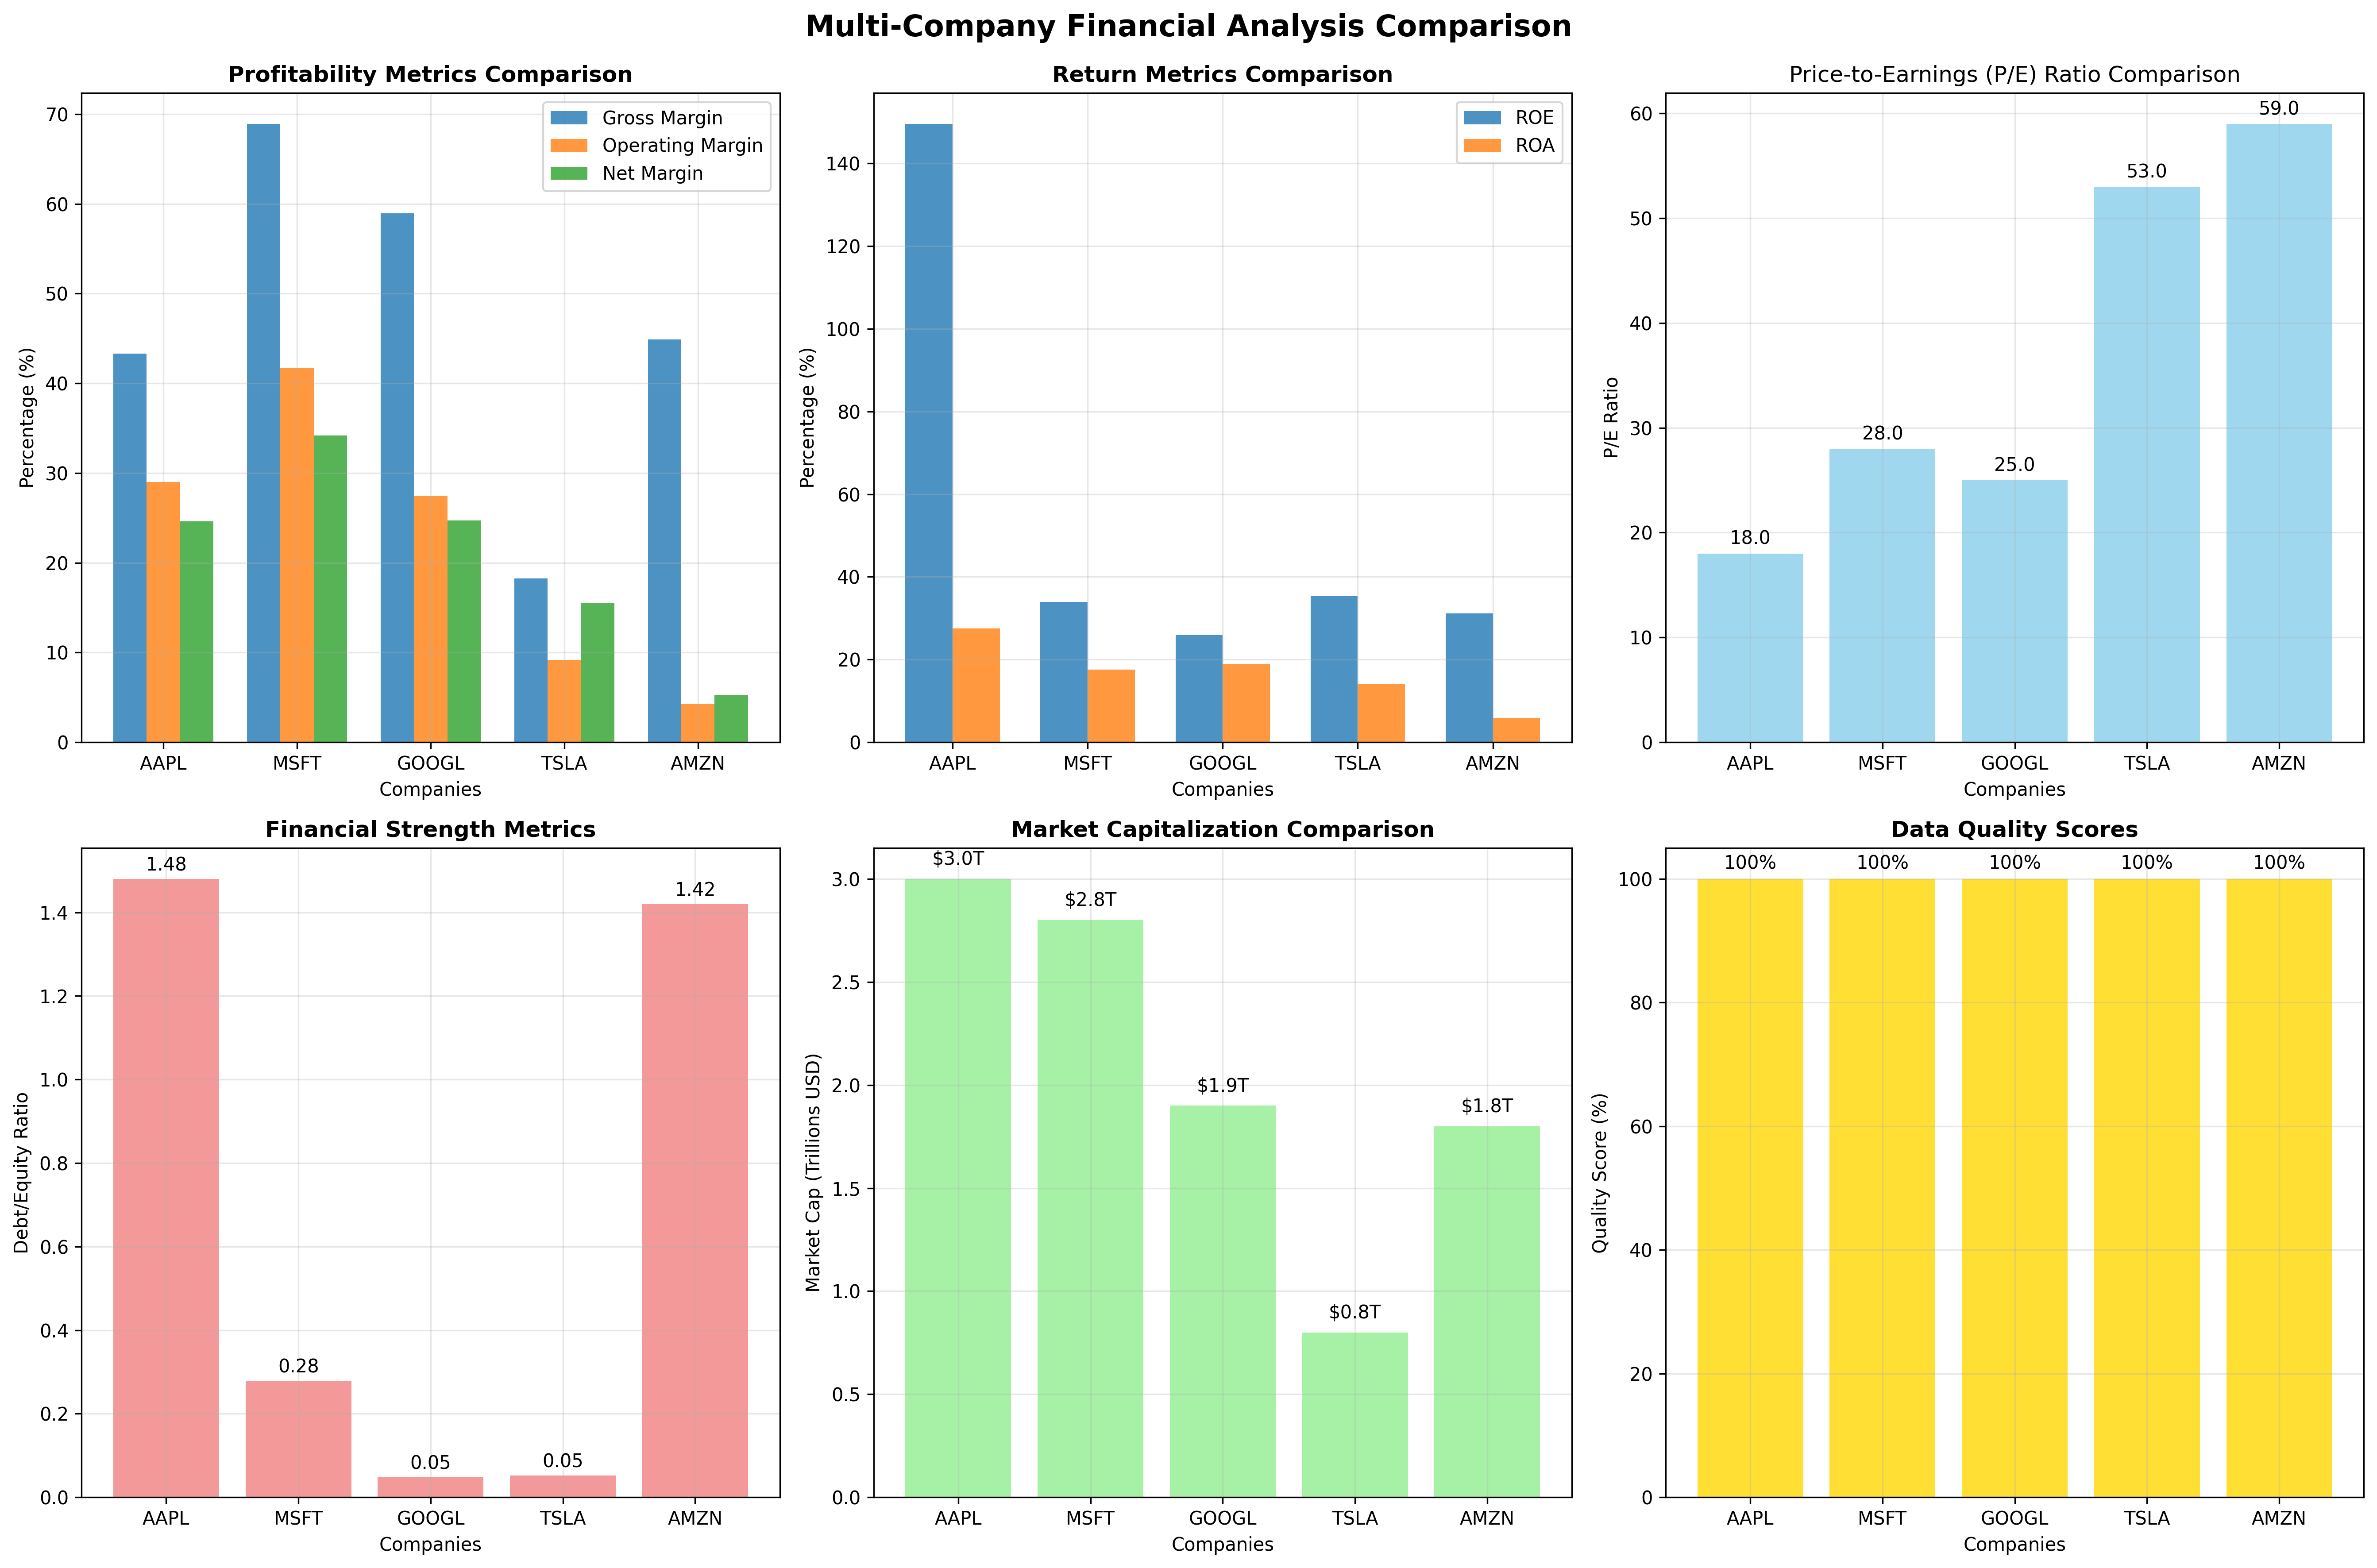 Multi-Company Financial Analysis Comparison
Profitability Metrics Comparison
Gross Margin
Operating Margin
Net Margin
Percentage (%)
70
60
50
40
30
20
10
0
AAPL MSFT GOOGL TSLA AMZN
Companies
Return Metrics Comparison
ROE
ROA
Percentage (%)
140
120
100
80
60
40
20
0
AAPL MSFT GOOGL TSLA AMZN
Companies
Price-to-Earnings (P/E) Ratio Comparison
P/E Ratio
60
50
40
30
20
10
0
18.0
28.0
25.0
53.0
59.0
AAPL MSFT GOOGL TSLA AMZN
Companies
Financial Strength Metrics
Debt/Equity Ratio
1.4
1.2
1.0
0.8
0.6
0.4
0.2
0.0
1.48
0.28
0.05
0.05
1.42
AAPL MSFT GOOGL TSLA AMZN
Companies
Market Capitalization Comparison
Market Cap (Trillions USD)
3.0
2.5
2.0
1.5
1.0
0.5
0.0
$3.0T
$2.8T
$1.9T
$0.8T
$1.8T
AAPL MSFT GOOGL TSLA AMZN
Companies
Data Quality Scores
Quality Score (%)
100
80
60
40
20
0
100% 100% 100% 100% 100%
AAPL MSFT GOOGL TSLA AMZN
Companies